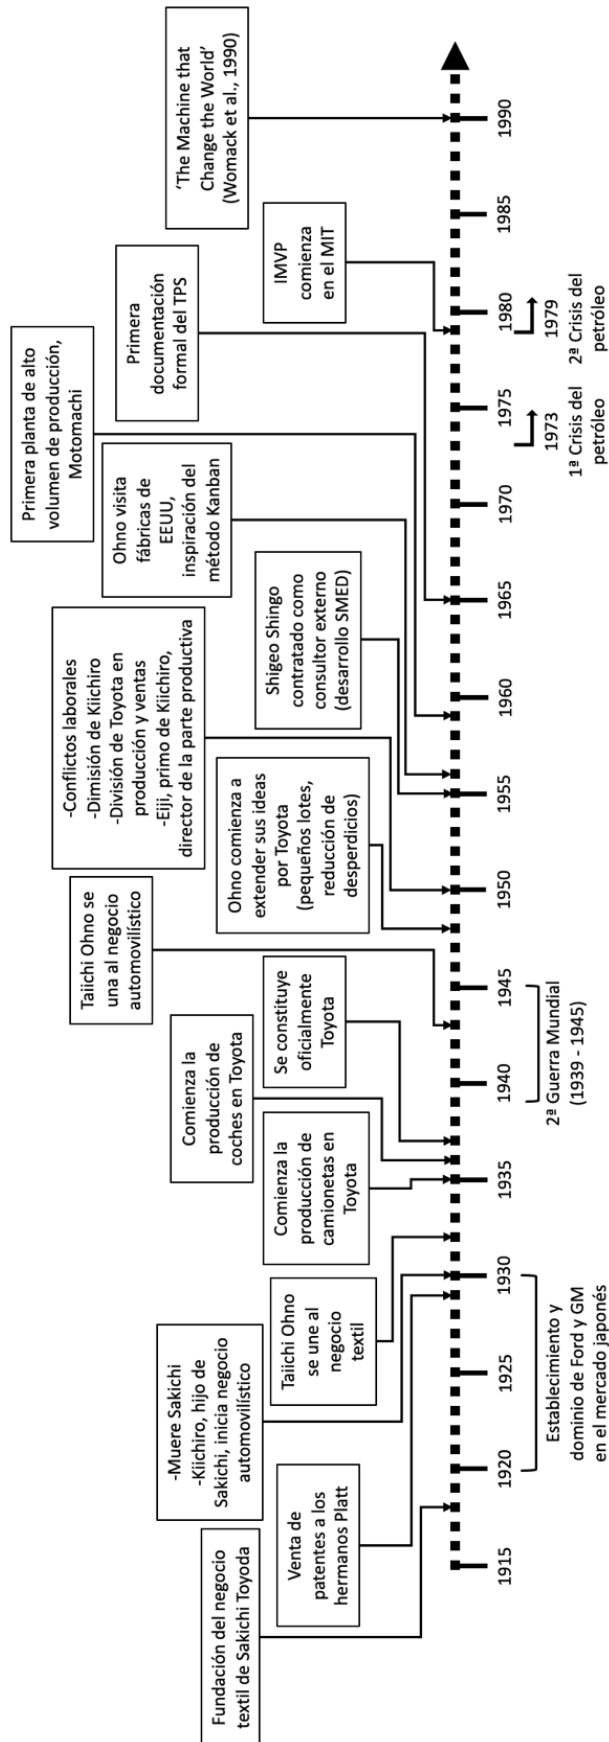 Fundación del negocio
textil de Sakichi Toyoda
Venta de
patentes a los
hermanos Platt
-Muere Sakichi
-Kiichiro, hijo de
Sakichi, inicia negocio
automovilístico
Taiichi Ohno
se une al
negocio
textil
Comienza la
producción de
camionetas en
Toyota
Comienza la
producción de
coches en Toyota
Se constituye
oficialmente
Toyota
Taiichi Ohno se
una al negocio
automovilístico
Ohno comienza a
extender sus ideas
por Toyota
(pequeños lotes,
reducción de
desperdicios)
-Conflictos laborales
-Dimisión de Kiichiro
-División de Toyota en
producción y ventas
-Eiji, primo de Kiichiro,
director de la parte productiva
Shigeo Shingo
contratado como
consultor externo
(desarrollo SMED)
Ohno visita
fábricas de
EEUU,
inspiración del
método Kanban
Primera planta de alto
volumen de producción,
Motomachi
Primera
documentación
formal del TPS
IMVP
comienza
en el MIT
'The Machine that
Change the World'
(Womack et al., 1990)
1915
1920
1925
1930
1935
1940
1945
1950
1955
1960
1965
1970
1975
1980
1985
1990
Establecimiento y
dominio de Ford y GM
en el mercado japonés
2ª Guerra Mundial
(1939 - 1945)
1973
1ª Crisis del
petróleo
1979
2ª Crisis del
petróleo